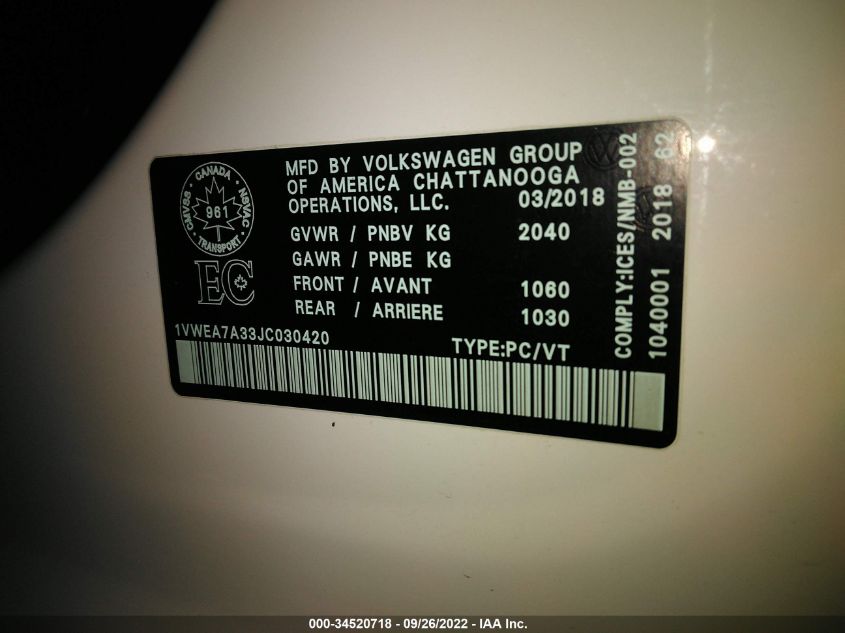 CANADA
CMVSS
961
NSVAC
TRANSPORT
EC
MFD BY VOLKSWAGEN GROUP
OF AMERICA CHATTANOOGA
OPERATIONS, LLC. 03/2018
GVWR / PNBV KG 2040
GAWR / PNBE KG
FRONT / AVANT 1060
REAR / ARRIERE 1030
1VWEA7A33JC030420
TYPE:PC/VT
COMPLY:ICES/NMB-002
1040001 2018 62
000-34520718 - 09/26/2022 - IAA Inc.